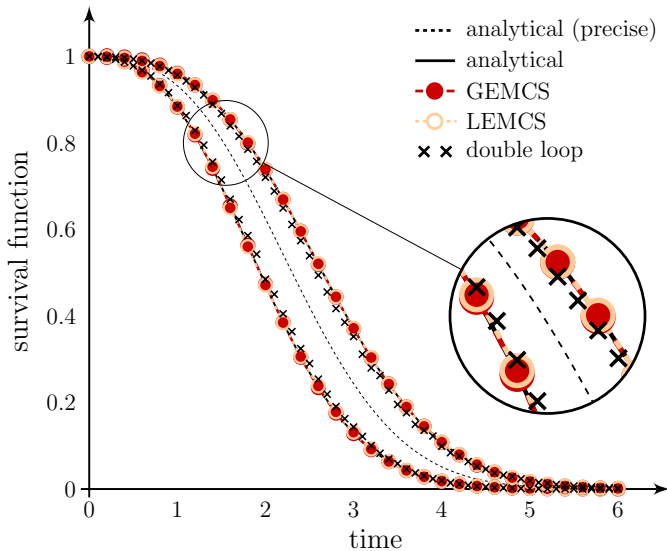 analytical (precise)
analytical
GEMCS
LEMCS
double loop
survival function
1
0.8
0.6
0.4
0.2
0
0 1 2 3 4 5 6
time